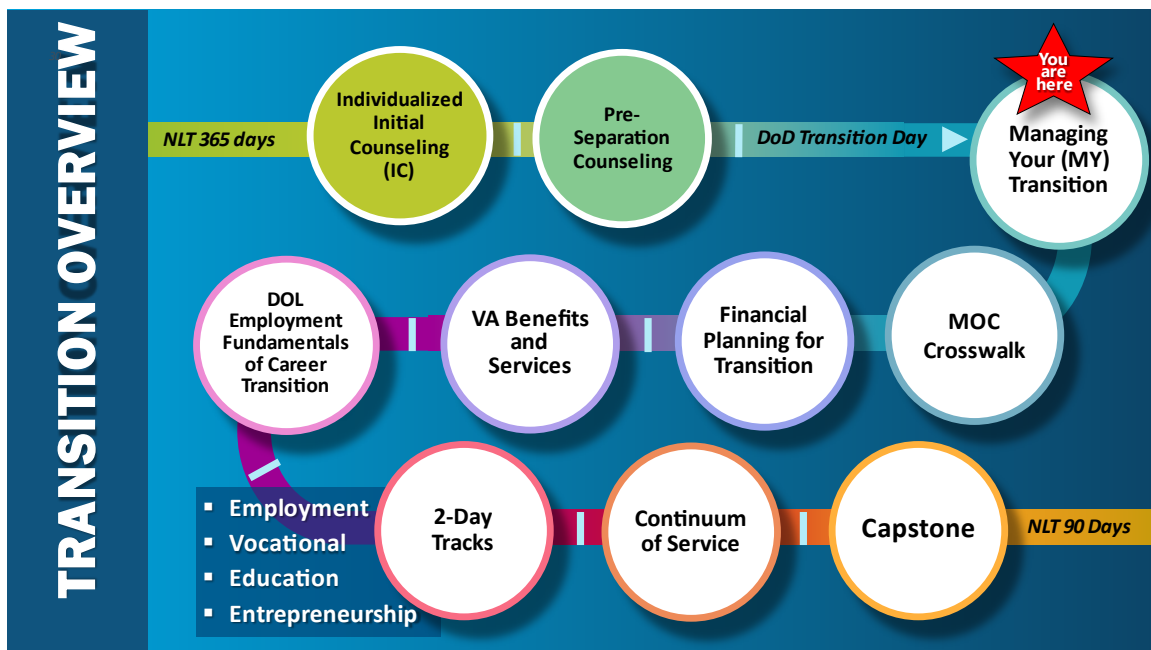 TRANSITION OVERVIEW
NLT 365 days
Individualized
Initial
Counseling
(IC)
Pre-
Separation
Counseling
DoD Transition Day
You
are
here
Managing
Your (MY)
Transition
MOC
Crosswalk
Financial
Planning for
Transition
VA Benefits
and
Services
DOL
Employment
Fundamentals
of Career
Transition
▪ Employment
▪ Vocational
▪ Education
▪ Entrepreneurship
2-Day
Tracks
Continuum
of Service
Capstone
NLT 90 Days